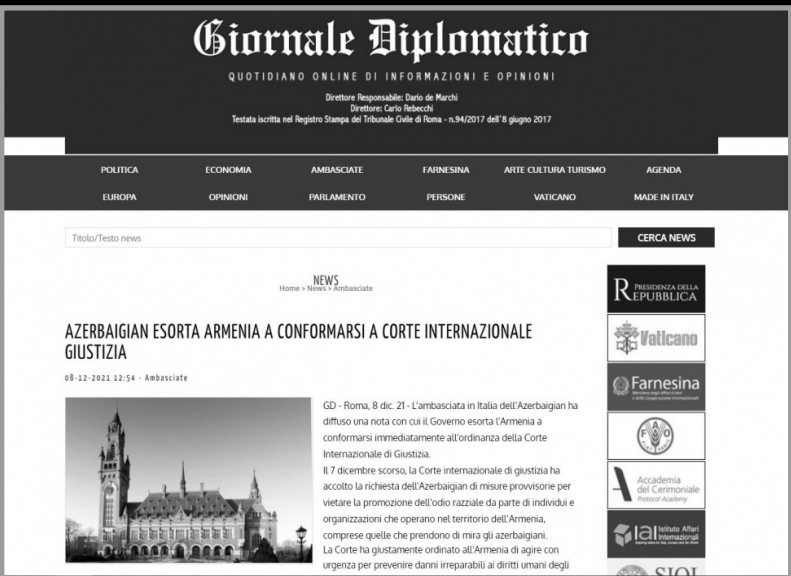 Giornale Diplomatico
QUOTIDIANO ONLINE DI INFORMAZIONI E OPINIONI
Direttore Responsabile: Dario de Marchi
Direttore: Carlo Rebecchi
Testata iscritta nel Registro Stampa del Tribunale Civile di Roma - n.94/2017 dell'8 giugno 2017
POLITICA ECONOMIA AMBASCIATE FARNESINA ARTE CULTURA TURISMO AGENDA
EUROPA OPINIONI PARLAMENTO PERSONE VATICANO MADE IN ITALY
Titolo/Testo news CERCA NEWS
NEWS
Home > News > Ambasciate
AZERBAIGIAN ESORTA ARMENIA A CONFORMARSI A CORTE INTERNAZIONALE
GIUSTIZIA
08-12-2021 12:54 - Ambasciate
GD - Roma, 8 dic. 21 - L'ambasciata in Italia dell'Azerbaigian ha
diffuso una nota con cui il Governo esorta l'Armenia a
conformarsi immediatamente all'ordinanza della Corte
Internazionale di Giustizia.
Il 7 dicembre scorso, la Corte internazionale di giustizia ha
accolto la richiesta dell'Azerbaigian di misure provvisorie per
vietare la promozione dell'odio razziale da parte di individui e
organizzazioni che operano nel territorio dell'Armenia,
comprese quelle che prendono di mira gli azerbaigiani.
La Corte ha giustamente ordinato all'Armenia di agire con
urgenza per prevenire danni irreparabili ai diritti umani degli
PRESIDENZA DELLA
REPUBBLICA
Vaticano
Farnesina
FAO
Accademia
del Cerimoniale
Protocol Academy
iai Istituto Affari
Internazionali
SIOI